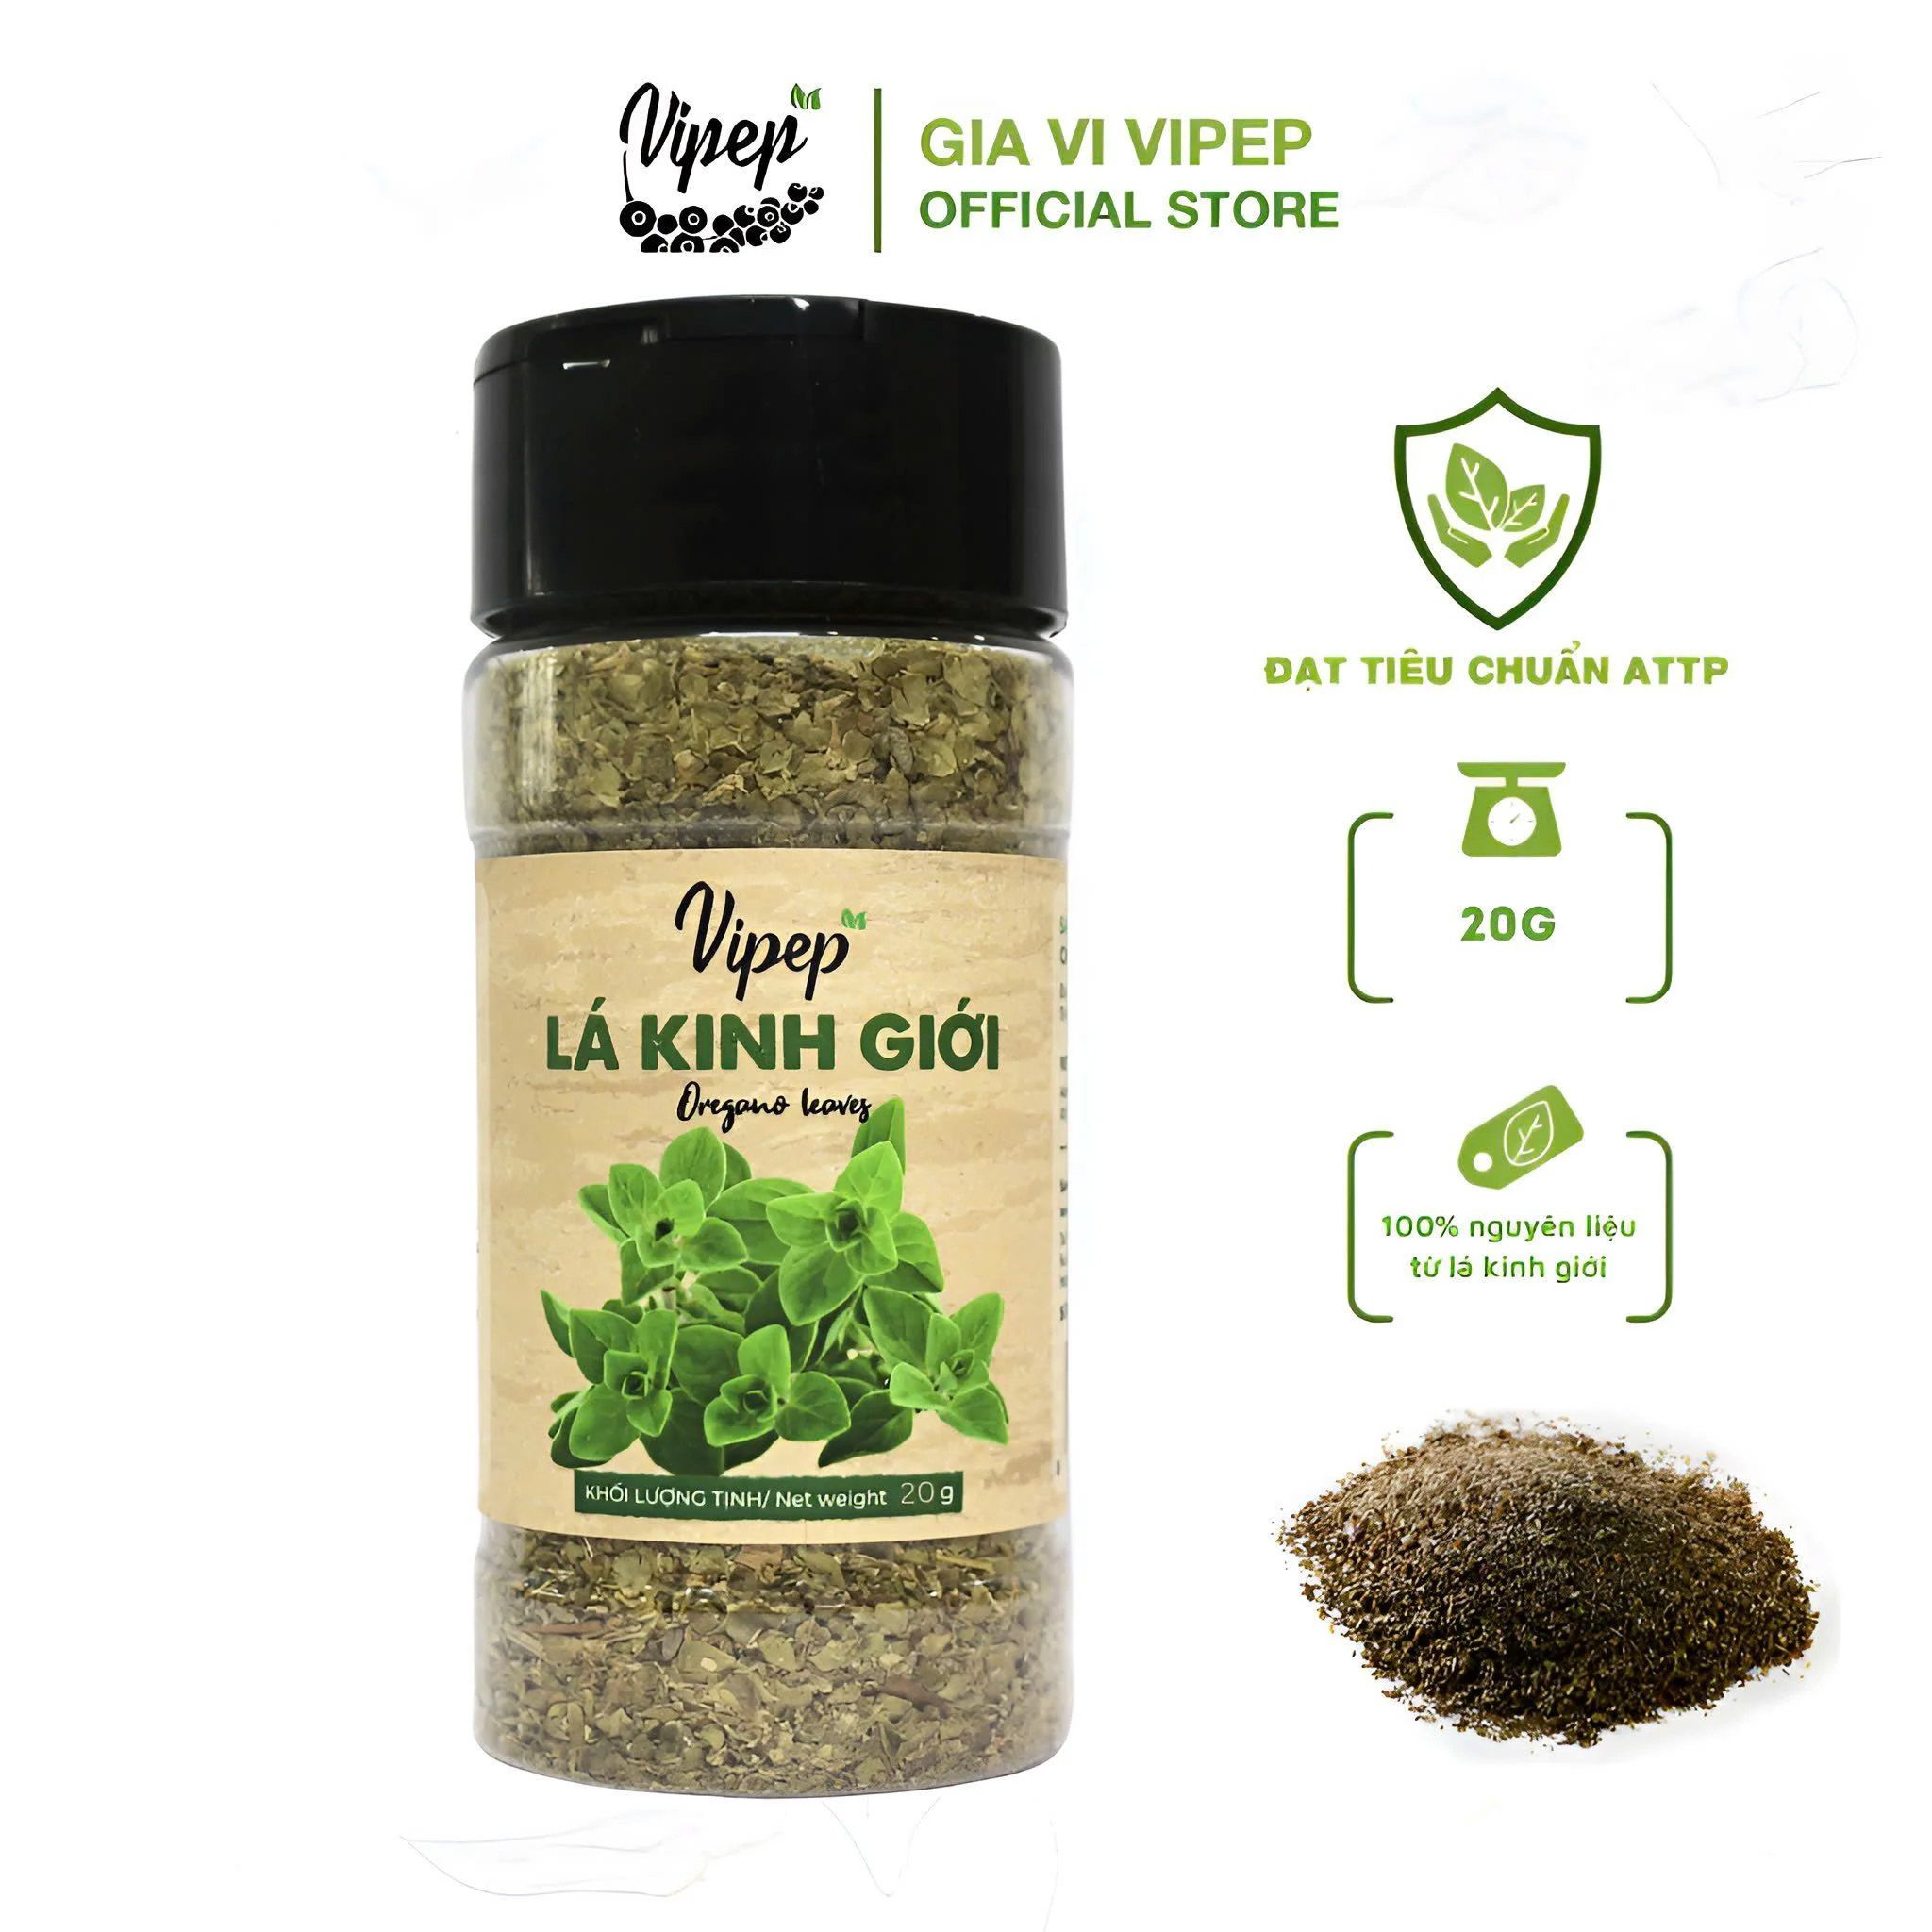 Vipep
GIA VI VIPEP
OFFICIAL STORE
ĐẠT TIÊU CHUẨN ATTP
20G
100% nguyên liệu
từ lá kinh giới
Vipep
LÁ KINH GIỚI
Oregano leaves
KHỐI LƯỢNG TỊNH/ Net weight 20 g